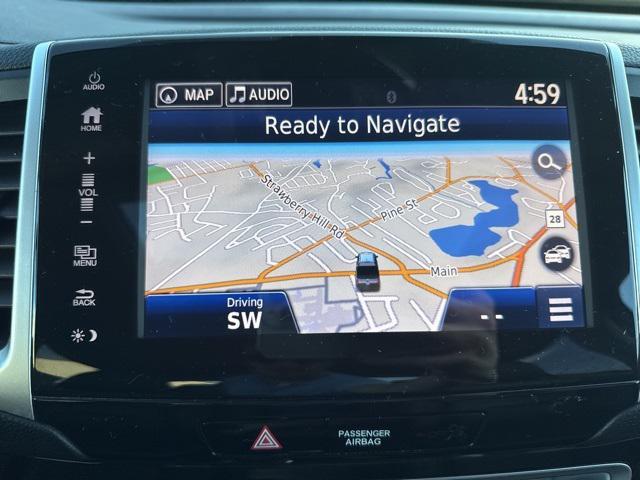 AUDIO
HOME
+
VOL
−
MENU
BACK
MAP
AUDIO
4:59
Ready to Navigate
Strawberry Hill Rd
Pine St
28
Main
Driving
SW
--
PASSENGER
AIRBAG